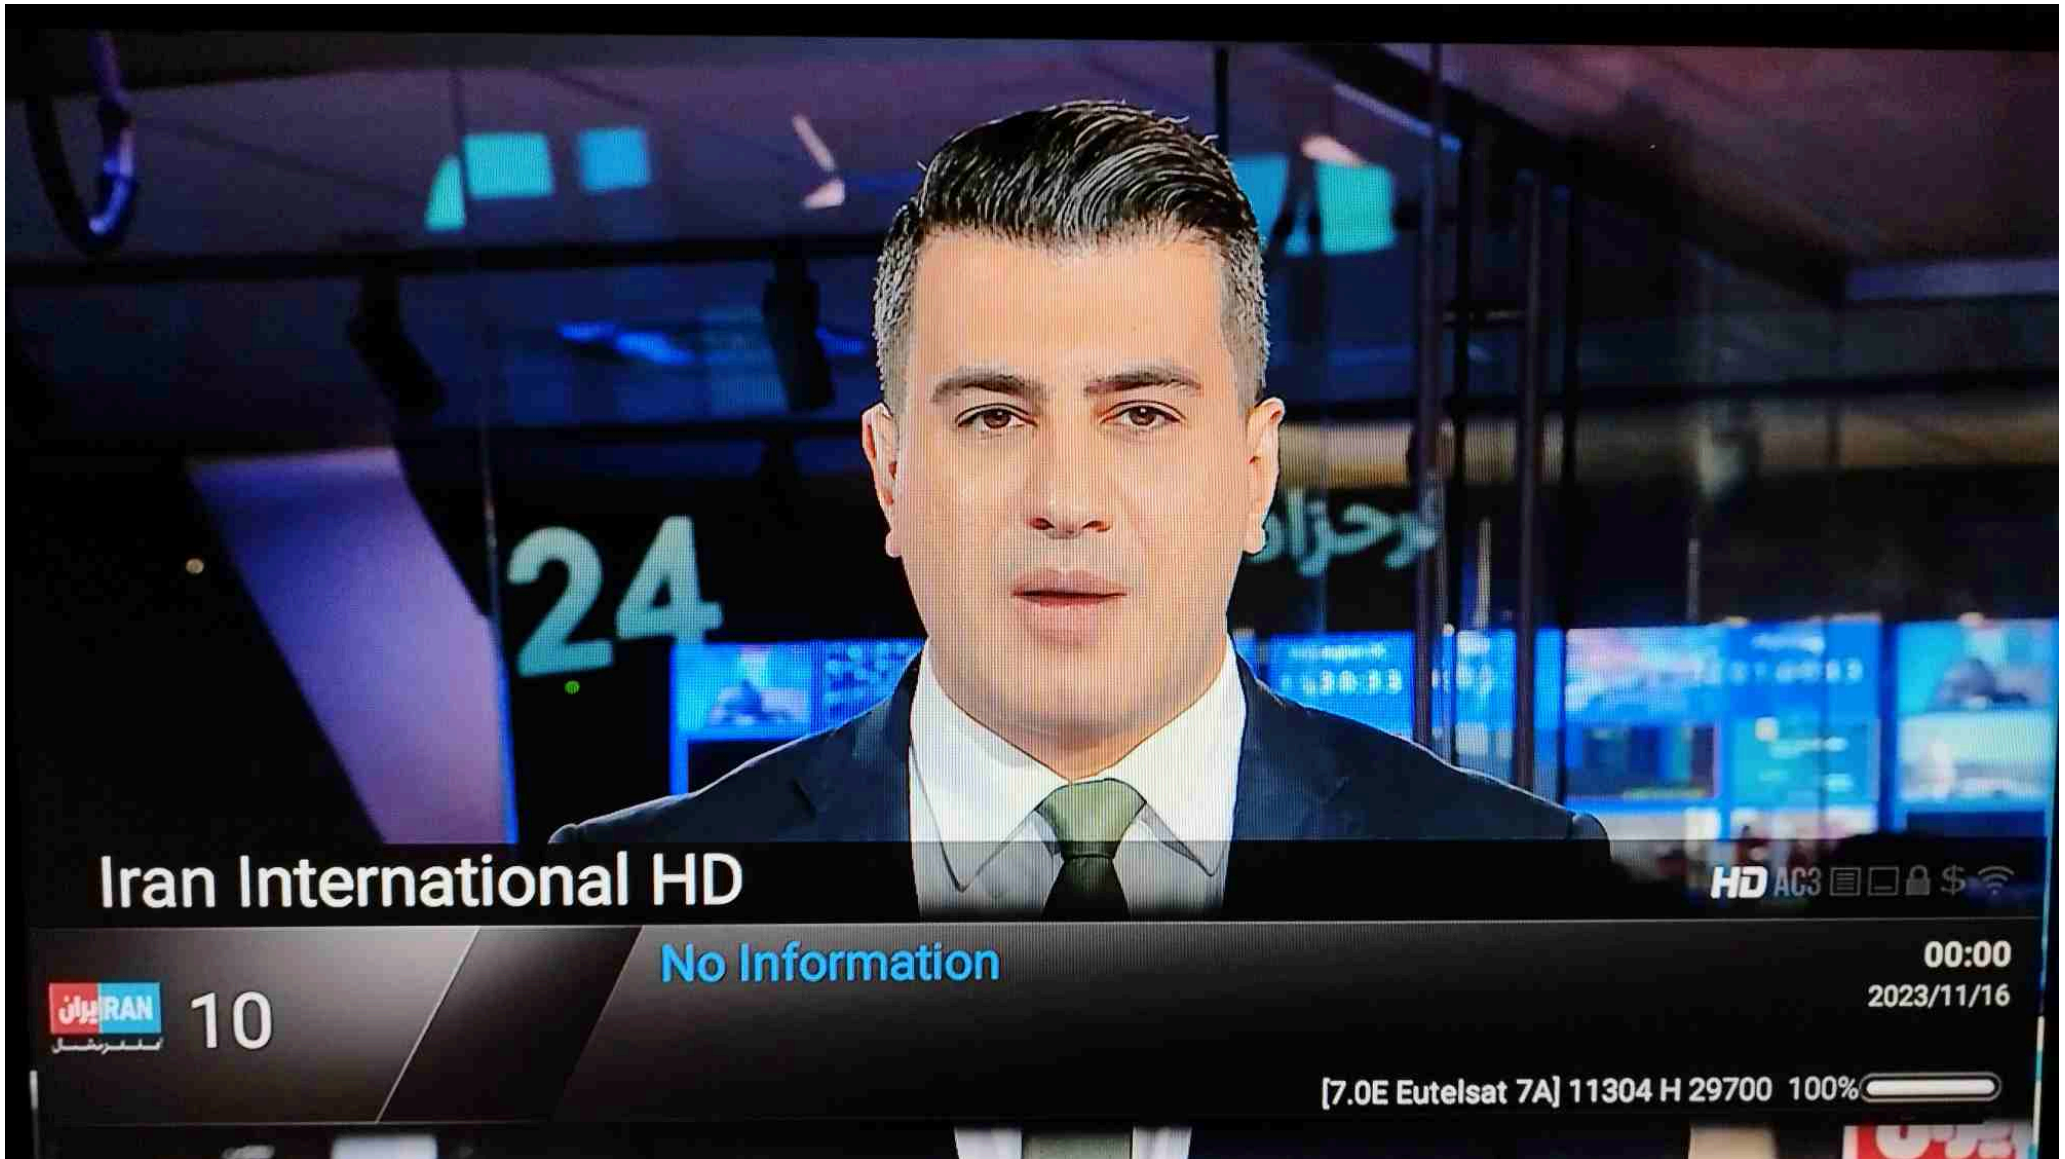 24
Iran International HD
HD AC3 $
No Information
00:00
2023/11/16
ایران IRAN
اینترنشنال
10
[7.0E Eutelsat 7A] 11304 H 29700 100%